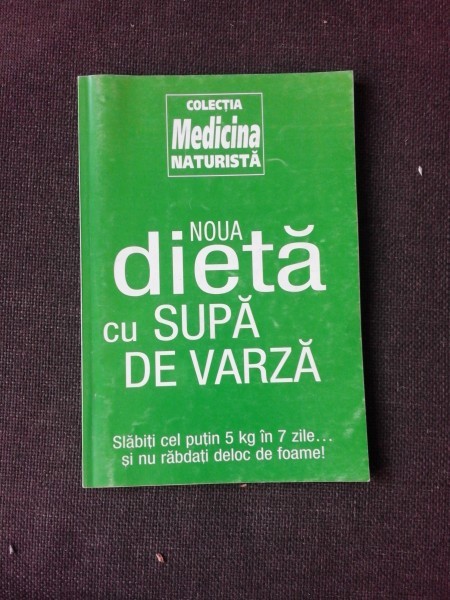 COLECȚIA
Medicina
NATURISTĂ
NOUA
dietă
cu SUPĂ
DE VARZĂ
Slăbiți cel puțin 5 kg în 7 zile...
și nu răbdați deloc de foame!